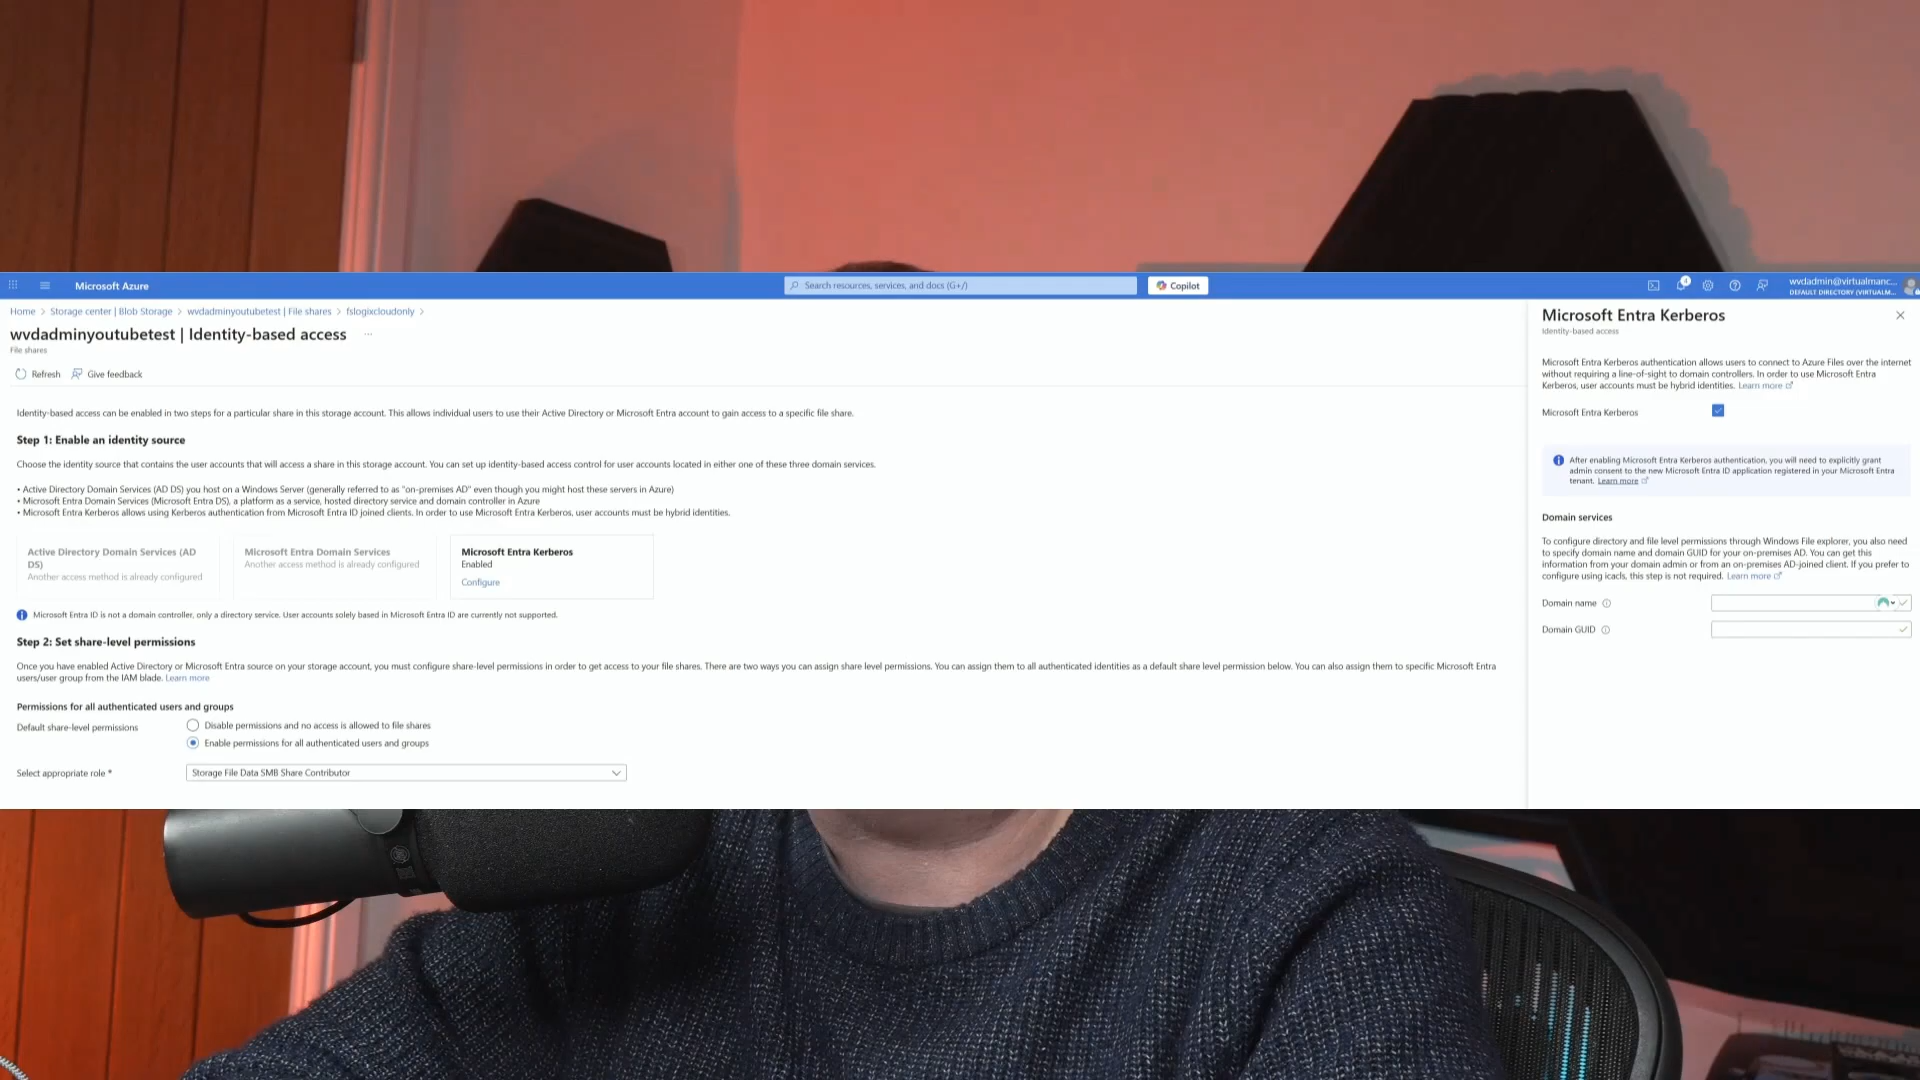 Microsoft Azure
Search resources, services, and docs (G+/)
Copilot
4
wvdadmin@virtualmanc...
DEFAULT DIRECTORY (VIRTUALM...
Home > Storage center | Blob Storage > wvdadminyoutubetest | File shares > fslogixcloudonly >
wvdadminyoutubetest | Identity-based access ...
File shares
Refresh
Give feedback
Identity-based access can be enabled in two steps for a particular share in this storage account. This allows individual users to use their Active Directory or Microsoft Entra account to gain access to a specific file share.
Step 1: Enable an identity source
Choose the identity source that contains the user accounts that will access a share in this storage account. You can set up identity-based access control for user accounts located in either one of these three domain services.
• Active Directory Domain Services (AD DS) you host on a Windows Server (generally referred to as "on-premises AD" even though you might host these servers in Azure)
• Microsoft Entra Domain Services (Microsoft Entra DS), a platform as a service, hosted directory service and domain controller in Azure
• Microsoft Entra Kerberos allows using Kerberos authentication from Microsoft Entra ID joined clients. In order to use Microsoft Entra Kerberos, user accounts must be hybrid identities.
Active Directory Domain Services (AD
DS)
Another access method is already configured
Microsoft Entra Domain Services
Another access method is already configured
Microsoft Entra Kerberos
Enabled
Configure
Microsoft Entra ID is not a domain controller, only a directory service. User accounts solely based in Microsoft Entra ID are currently not supported.
Step 2: Set share-level permissions
Once you have enabled Active Directory or Microsoft Entra source on your storage account, you must configure share-level permissions in order to get access to your file shares. There are two ways you can assign share level permissions. You can assign them to all authenticated identities as a default share level permission below. You can also assign them to specific Microsoft Entra
users/user group from the IAM blade. Learn more
Permissions for all authenticated users and groups
Default share-level permissions
Disable permissions and no access is allowed to file shares
Enable permissions for all authenticated users and groups
Select appropriate role *
Storage File Data SMB Share Contributor
Microsoft Entra Kerberos
Identity-based access
Microsoft Entra Kerberos authentication allows users to connect to Azure Files over the internet
without requiring a line-of-sight to domain controllers. In order to use Microsoft Entra
Kerberos, user accounts must be hybrid identities. Learn more
Microsoft Entra Kerberos
After enabling Microsoft Entra Kerberos authentication, you will need to explicitly grant
admin consent to the new Microsoft Entra ID application registered in your Microsoft Entra
tenant. Learn more
Domain services
To configure directory and file level permissions through Windows File explorer, you also need
to specify domain name and domain GUID for your on-premises AD. You can get this
information from your domain admin or from an on-premises AD-joined client. If you prefer to
configure using icacls, this step is not required. Learn more
Domain name
Domain GUID